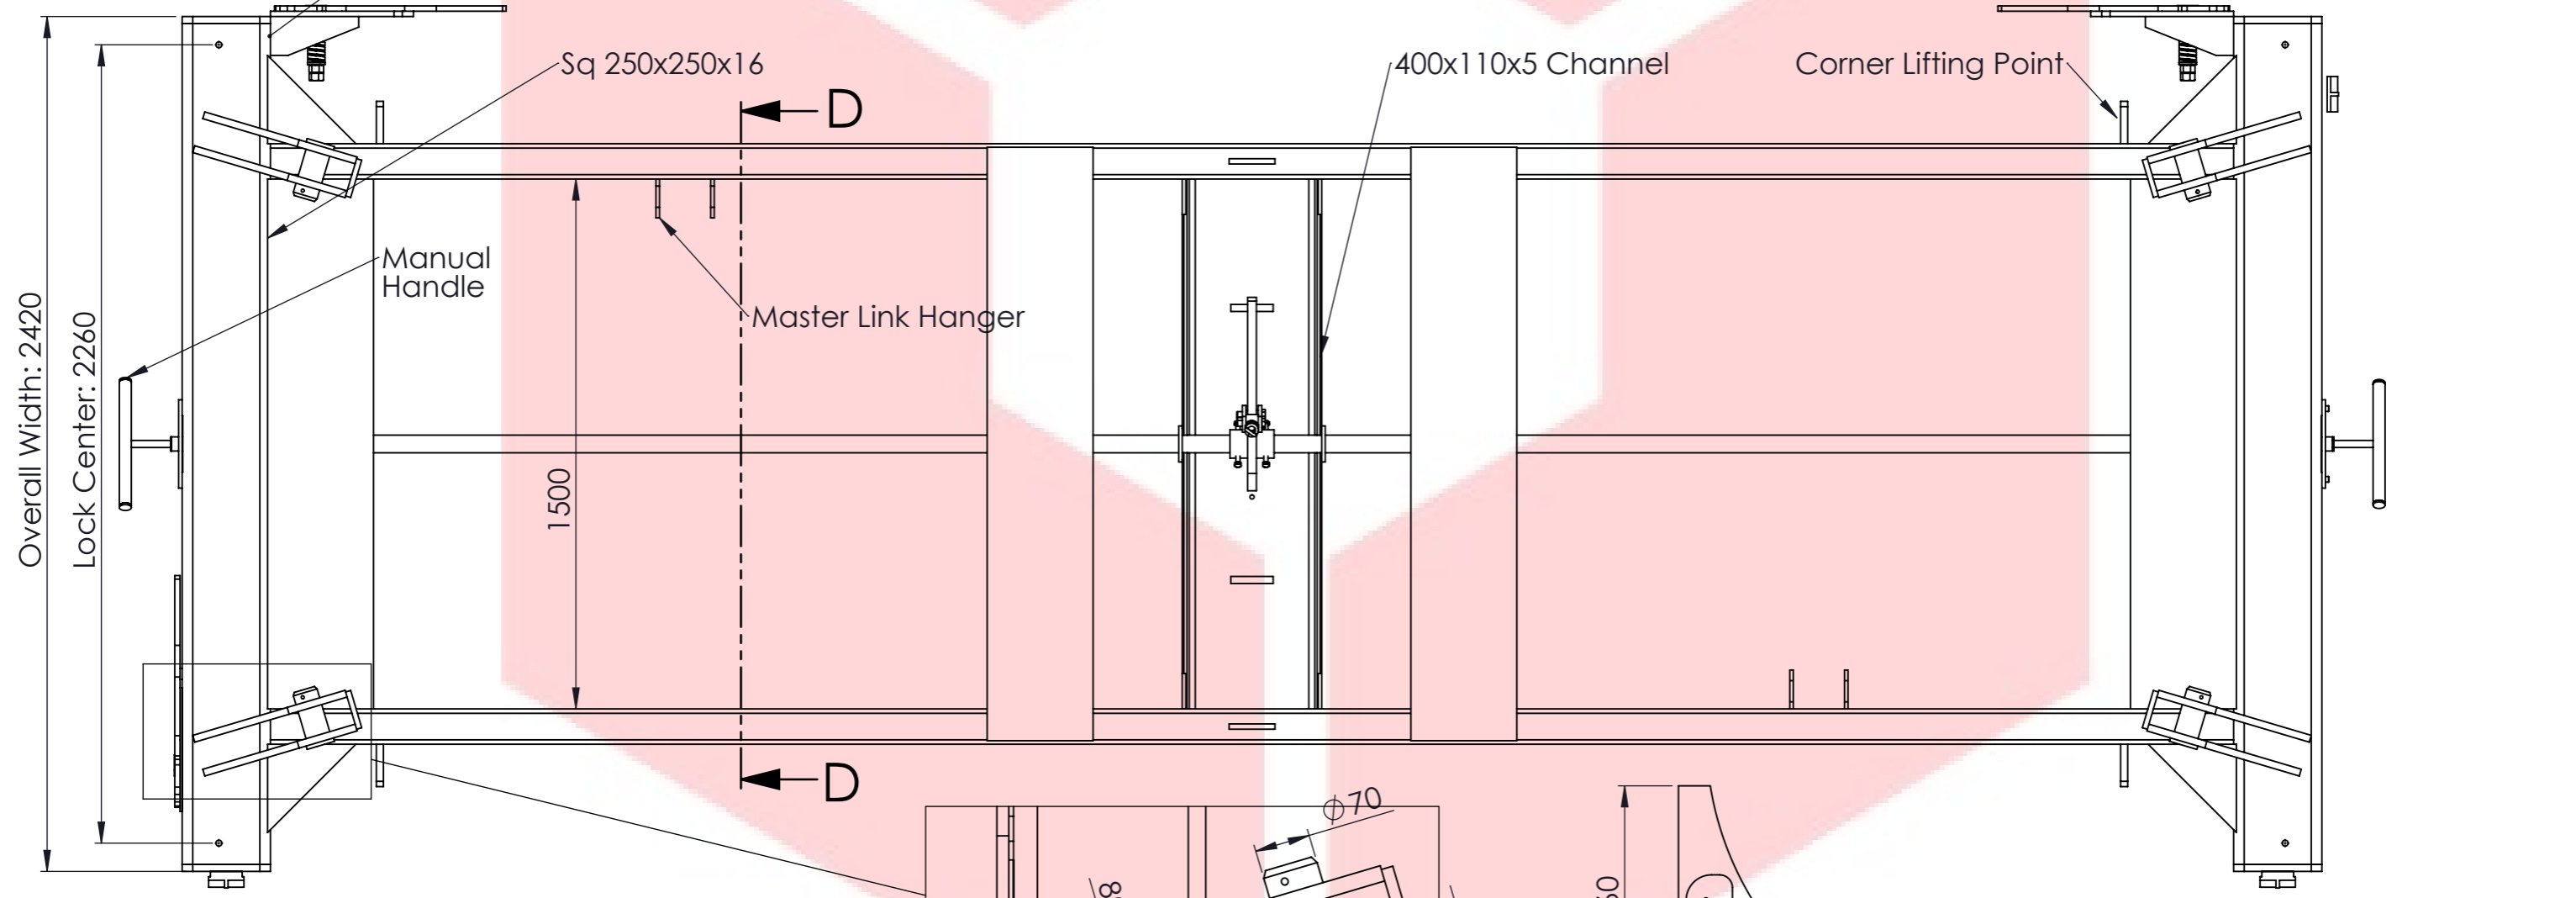 Sq 250x250x16
400x110x5 Channel
Corner Lifting Point
D
Manual
Handle
Master Link Hanger
Overall Width: 2420
Lock Center: 2260
1500
D
⌀70